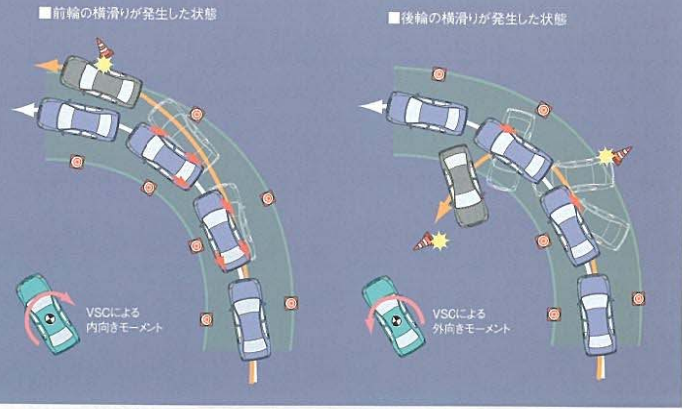 ■前輪の横滑りが発生した状態
■後輪の横滑りが発生した状態
VSCによる
内向きモーメント
VSCによる
外向きモーメント